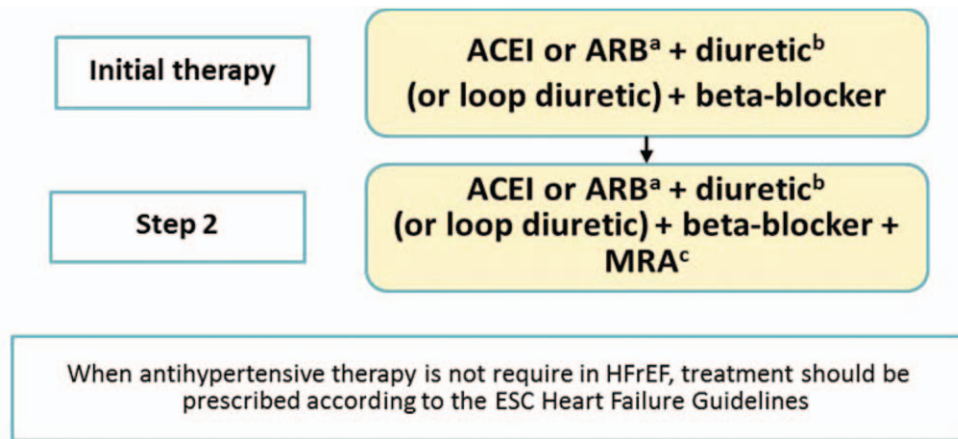 Initial therapy
ACEI or ARBᵃ + diureticᵇ
(or loop diuretic) + beta-blocker
Step 2
ACEI or ARBᵃ + diureticᵇ
(or loop diuretic) + beta-blocker +
MRAᶜ
When antihypertensive therapy is not require in HFrEF, treatment should be
prescribed according to the ESC Heart Failure Guidelines